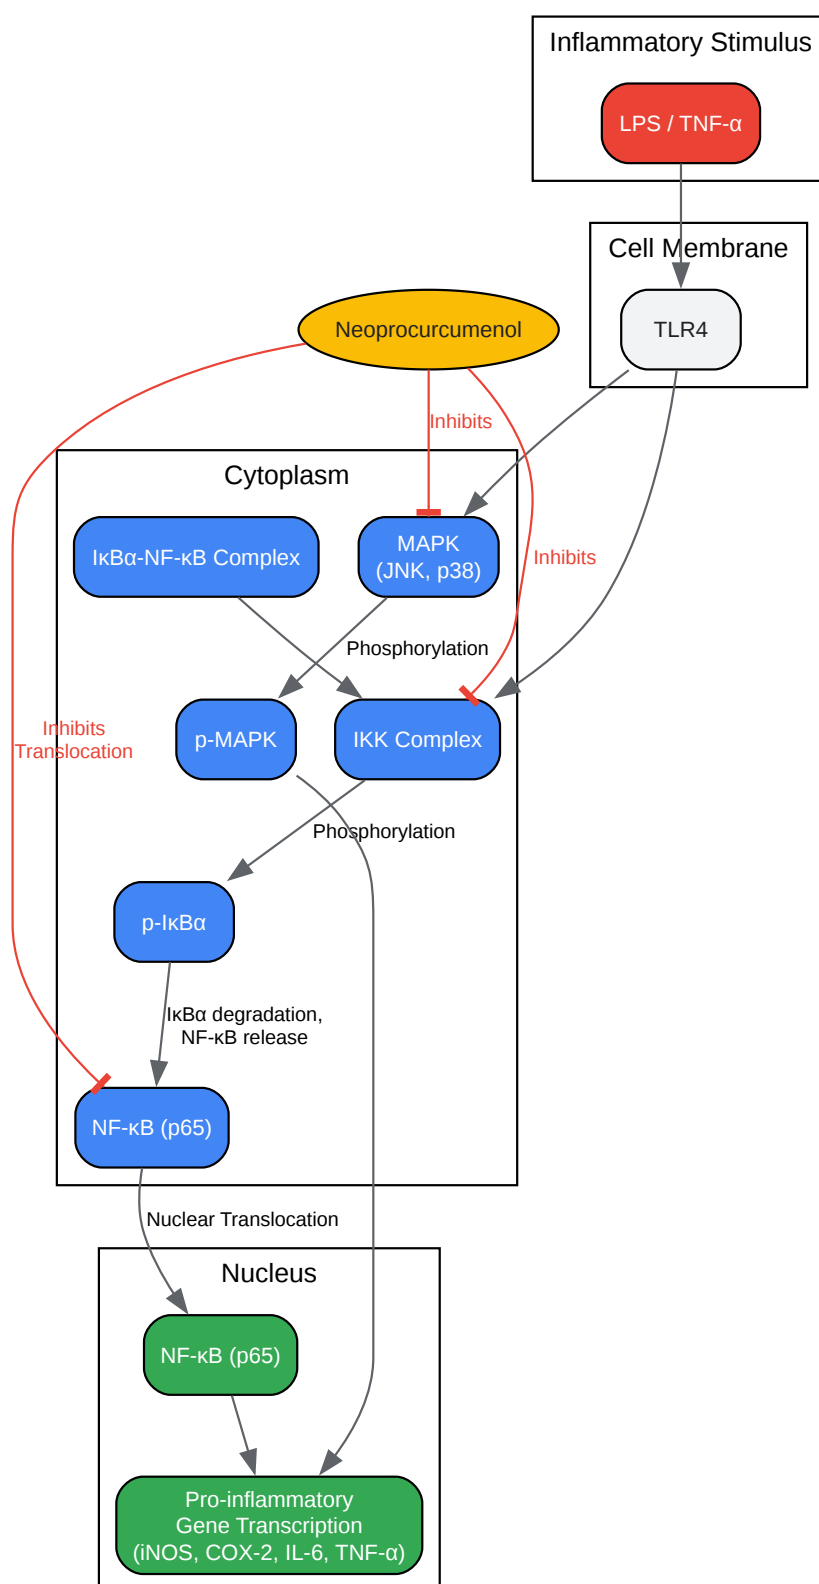 Inflammatory Stimulus
LPS / TNF-α
Cell Membrane
TLR4
Neoprocurcumenol
Inhibits
Cytoplasm
IκBα-NF-κB Complex
MAPK
(JNK, p38)
Inhibits
Phosphorylation
Inhibits
Translocation
p-MAPK
IKK Complex
Phosphorylation
p-IκBα
IκBα degradation,
NF-κB release
NF-κB (p65)
Nuclear Translocation
Nucleus
NF-κB (p65)
Pro-inflammatory
Gene Transcription
(iNOS, COX-2, IL-6, TNF-α)